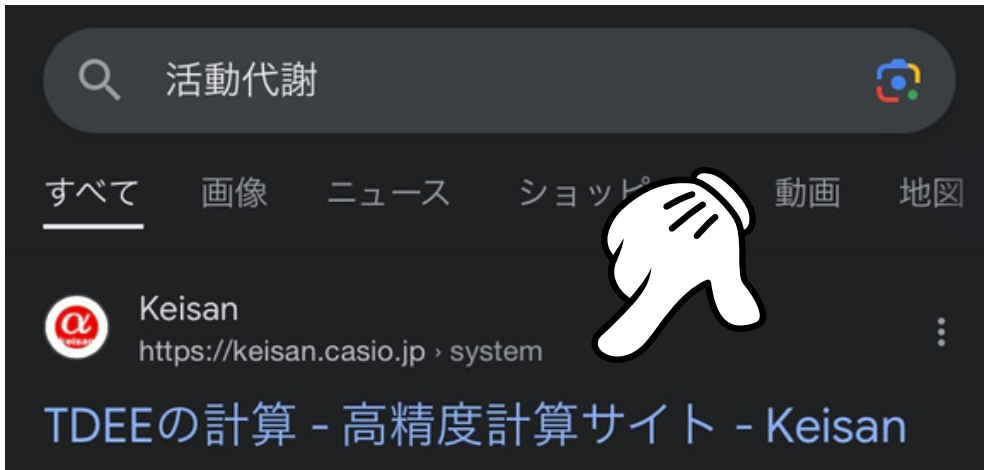 活動代謝
すべて 画像 ニュース ショッピ 動画 地図
Keisan
https://keisan.casio.jp › system
TDEEの計算 - 高精度計算サイト - Keisan